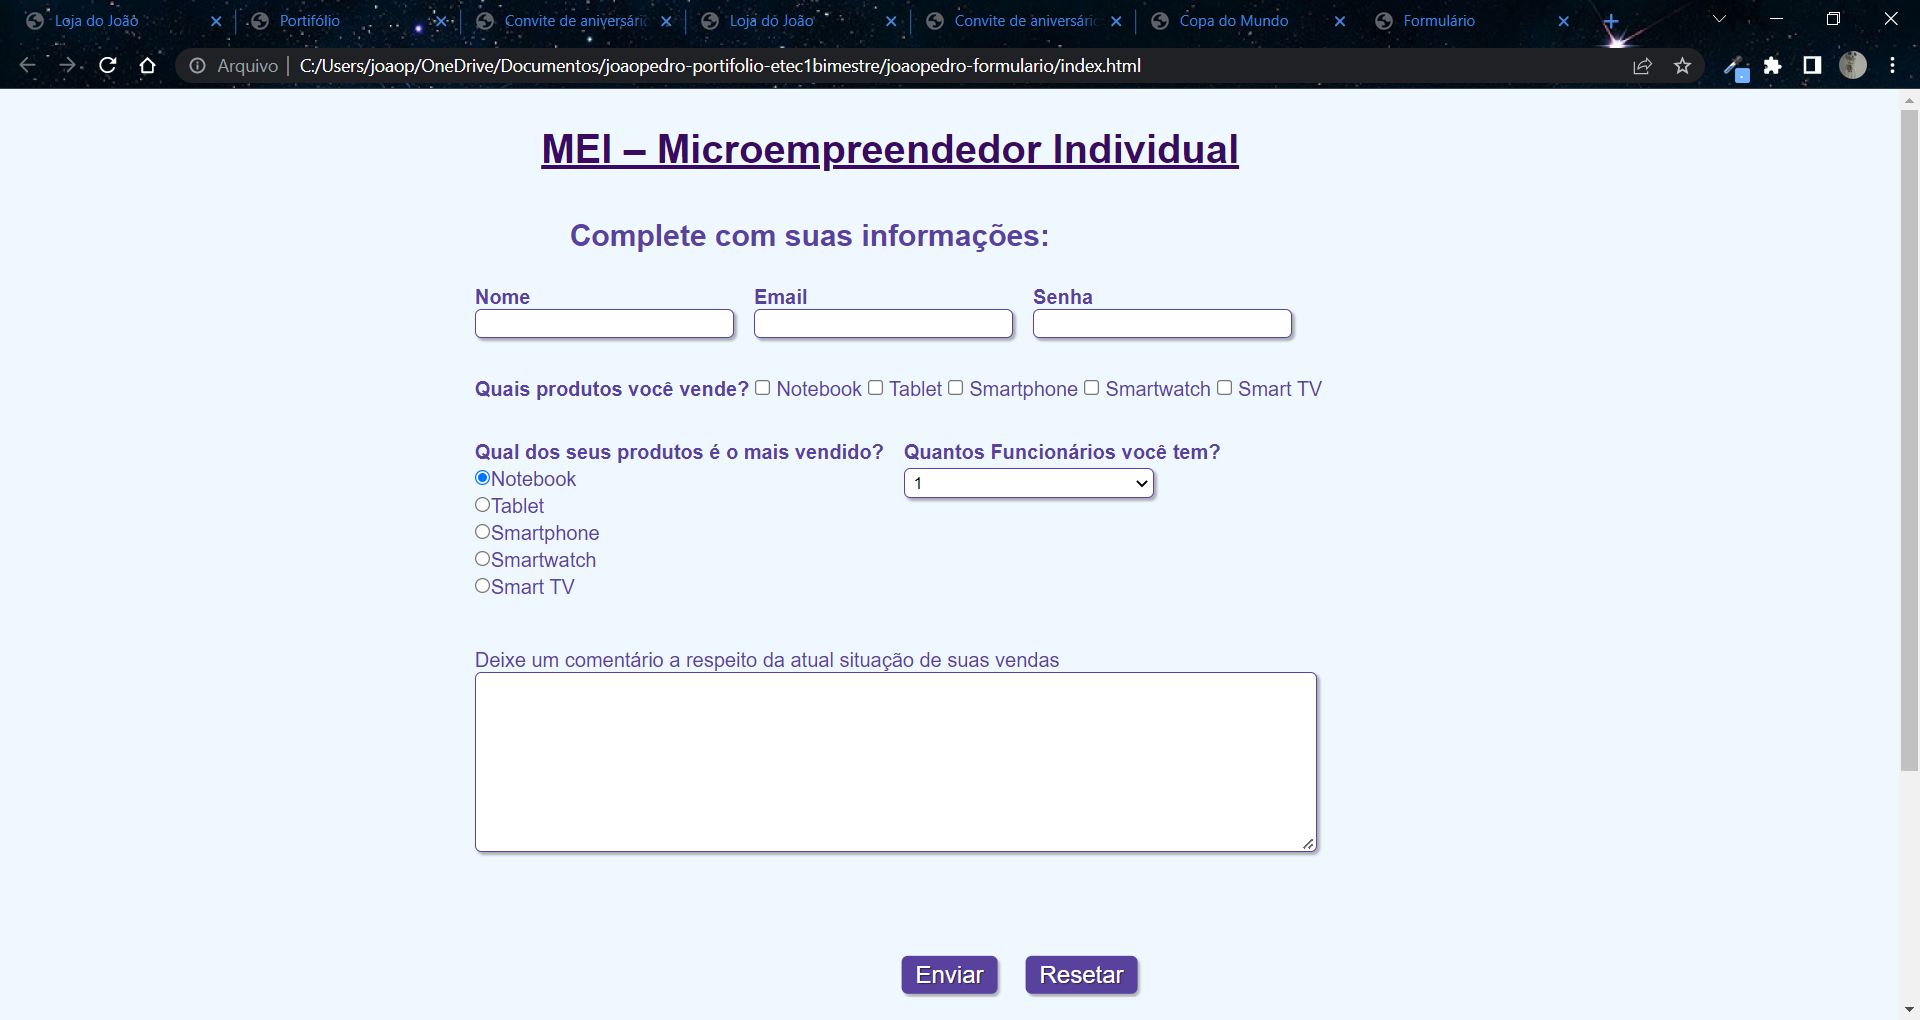 Loja do João Portifólio Convite de aniversári Loja do João Convite de aniversári Copa do Mundo Formulário
Arquivo C:/Users/joaop/OneDrive/Documentos/joaopedro-portifolio-etec1bimestre/joaopedro-formulario/index.html
MEI – Microempreendedor Individual
Complete com suas informações:
Nome Email Senha
Quais produtos você vende? Notebook Tablet Smartphone Smartwatch Smart TV
Qual dos seus produtos é o mais vendido? Quantos Funcionários você tem?
Notebook 1
Tablet
Smartphone
Smartwatch
Smart TV
Deixe um comentário a respeito da atual situação de suas vendas
Enviar Resetar